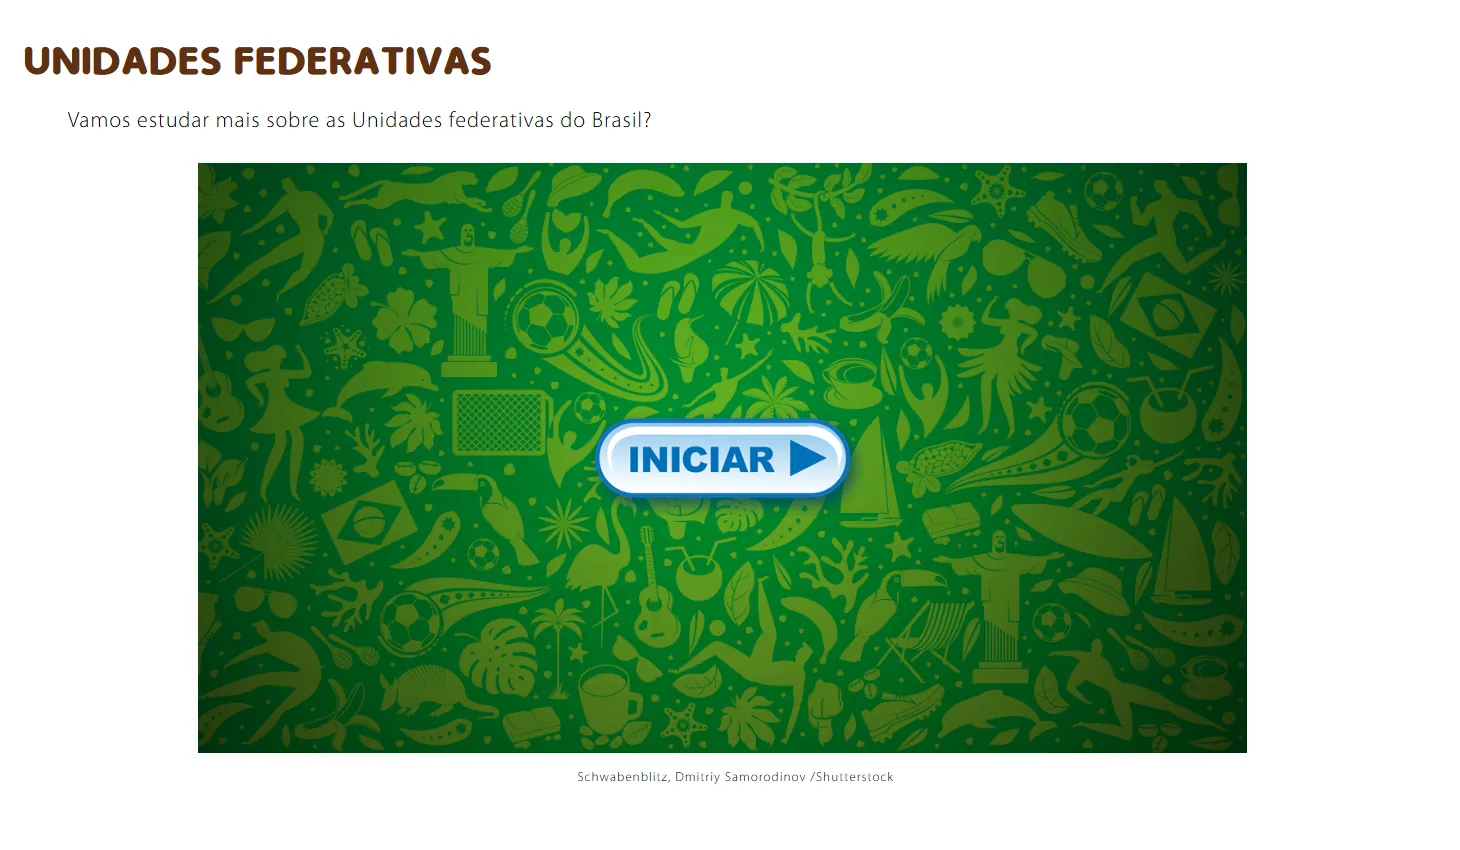 UNIDADES FEDERATIVAS
Vamos estudar mais sobre as Unidades federativas do Brasil?
INICIAR
Schwabenblitz, Dmitriy Samorodinov /Shutterstock